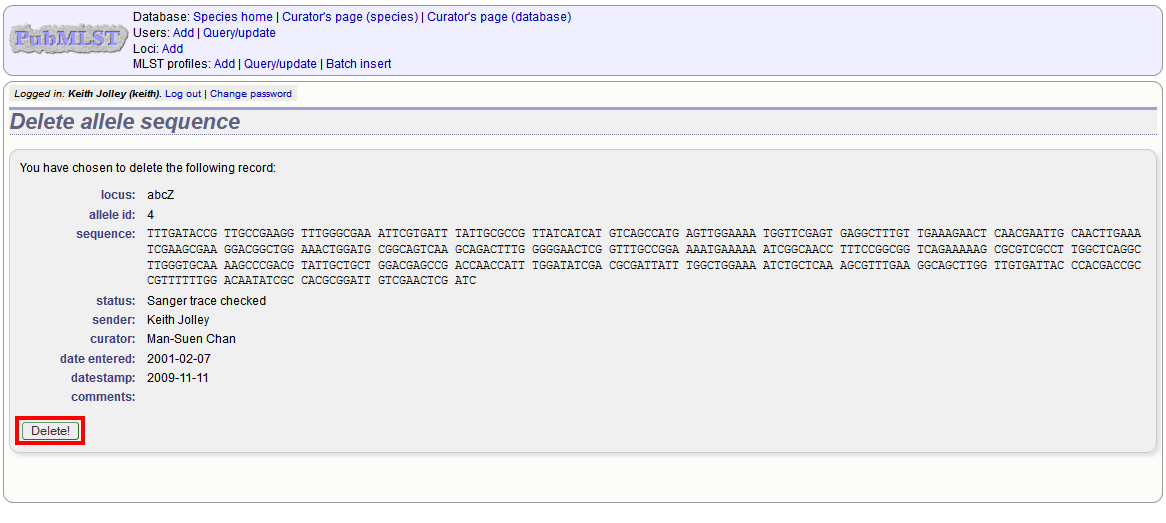 PubMLST
Database: Species home | Curator's page (species) | Curator's page (database)
Users: Add | Query/update
Loci: Add
MLST profiles: Add | Query/update | Batch insert
Logged in: Keith Jolley (keith). Log out | Change password
Delete allele sequence
You have chosen to delete the following record:
locus: abcZ
allele id: 4
sequence: TTTGATACCG TTGCCGAAGG TTTGGGCGAA ATTCGTGATT TATTGCGCCG TTATCATCAT GTCAGCCATG AGTTGGAAAA TGGTTCGAGT GAGGCTTTGT TGAAAGAACT CAACGAATTG CAACTTGAAA
TCGAAGCGAA GGACGGCTGG AAACTGGATG CGGCAGTCAA GCAGACTTTG GGGGAACTCG GTTTGCCGGA AAATGAAAAA ATCGGCAACC TTTCCGGCGG TCAGAAAAAG CGCGTCGCCT TGGCTCAGGC
TTGGGTGCAA AAGCCCGACG TATTGCTGCT GGACGAGCCG ACCAACCATT TGGATATCGA CGCGATTATT TGGCTGGAAA ATCTGCTCAA AGCGTTTGAA GGCAGCTTGG TTGTGATTAC CCACGACCGC
CGTTTTTTGG ACAATATCGC CACGCGGATT GTCGAACTCG ATC
status: Sanger trace checked
sender: Keith Jolley
curator: Man-Suen Chan
date entered: 2001-02-07
datestamp: 2009-11-11
comments:
Delete!